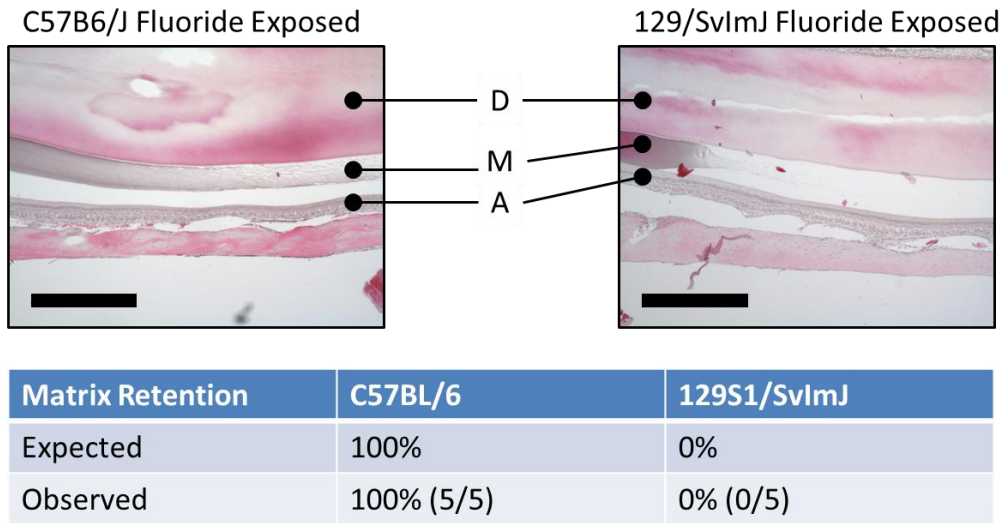 C57B6/J Fluoride Exposed
129/SvImJ Fluoride Exposed
D
M
A
Matrix Retention C57BL/6 129S1/SvImJ
Expected 100% 0%
Observed 100% (5/5) 0% (0/5)